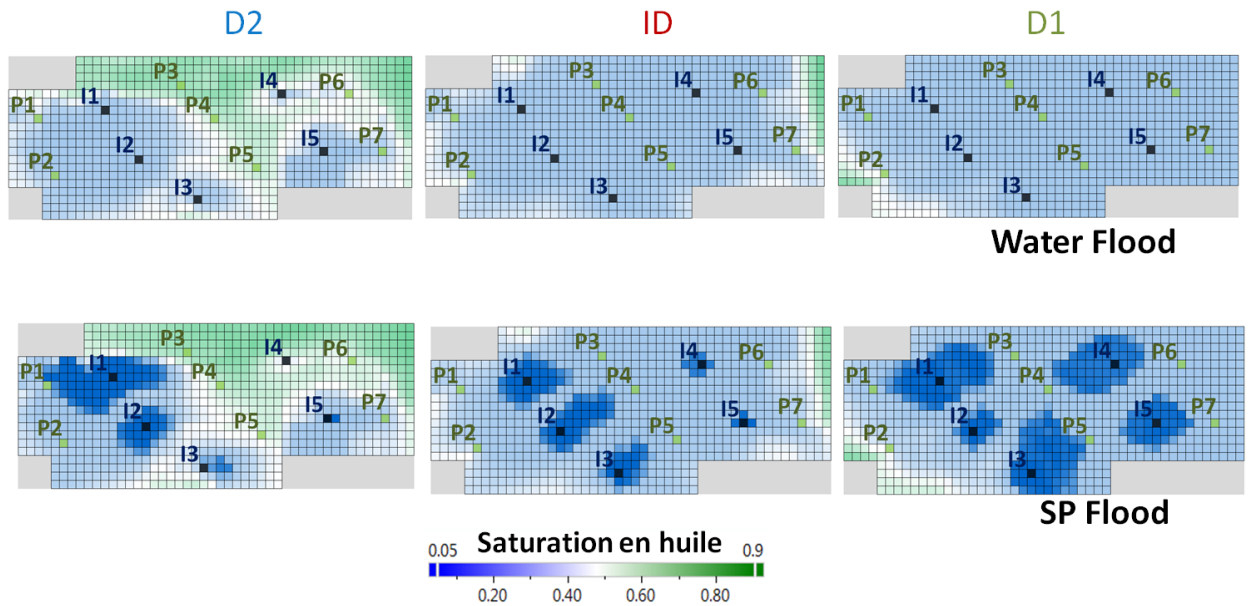 D2 ID D1
P3 I4 P6 P3 I4 P6 P3 I4 P6
P1 I1 P4 P1 I1 P4 P1 I1 P4
I2 I5 P7 I2 I5 P7 I2 I5 P7
P2 P5 P2 P5 P2 P5
I3 I3 I3
Water Flood
P3 I4 P6 P3 I4 P6 P3 I4 P6
P1 I1 P4 P1 I1 P4 P1 I1 P4
I2 I5 P7 I2 I5 P7 I2 I5 P7
P2 P5 P2 P5 P2 P5
I3 I3 I3
SP Flood
Saturation en huile
0.05 0.9
0.20 0.40 0.60 0.80